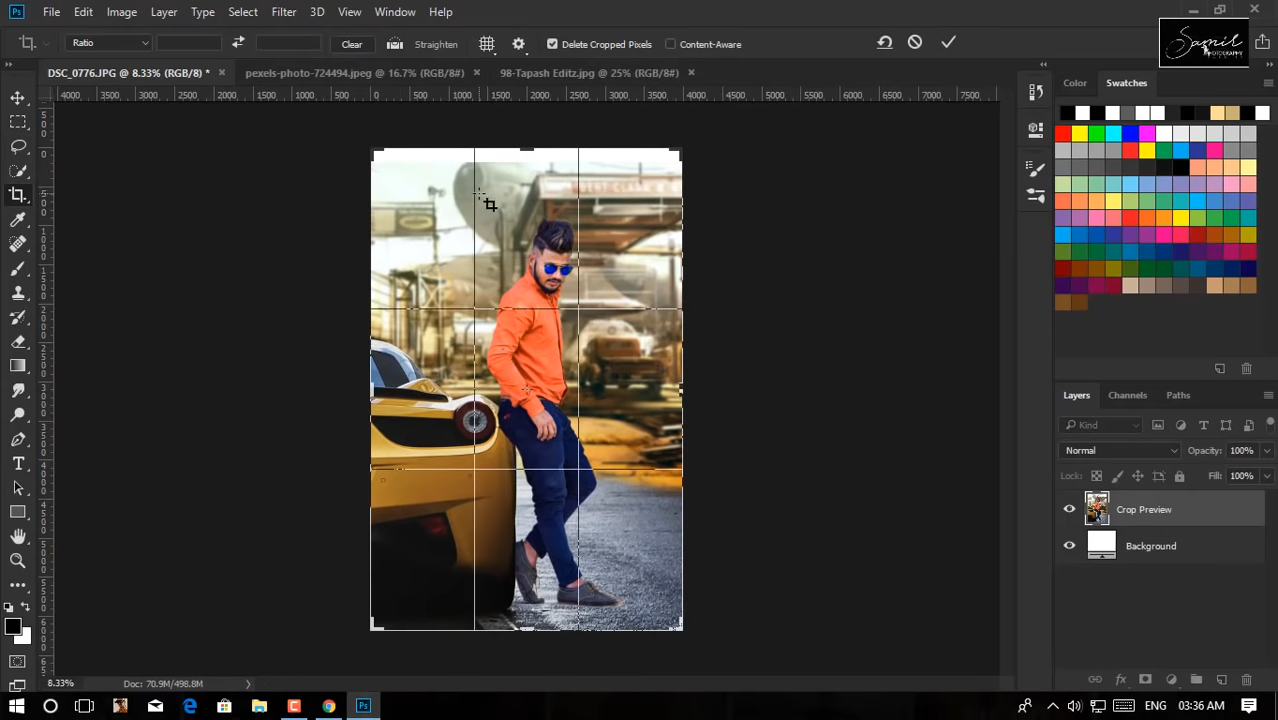 Ps File Edit Image Layer Type Select Filter 3D View Window Help
Ratio Clear Straighten Delete Cropped Pixels Content-Aware
Samir
PHOTOGRAPHY
DSC_0776.JPG @ 8.33% (RGB/8) * × pexels-photo-724494.jpeg @ 16.7% (RGB/8#) × 98-Tapash Editz.jpg @ 25% (RGB/8#) ×
4000 3500 3000 2500 2000 1500 1000 500 0 500 1000 1500 2000 2500 3000 3500 4000 4500 5000 5500 6000 6500 7000 7500
Color Swatches
Layers Channels Paths
Kind
Normal Opacity: 100%
Lock: Fill: 100%
Crop Preview
Background
8.33% Doc: 70.9M/498.8M
Ps ENG 03:36 AM